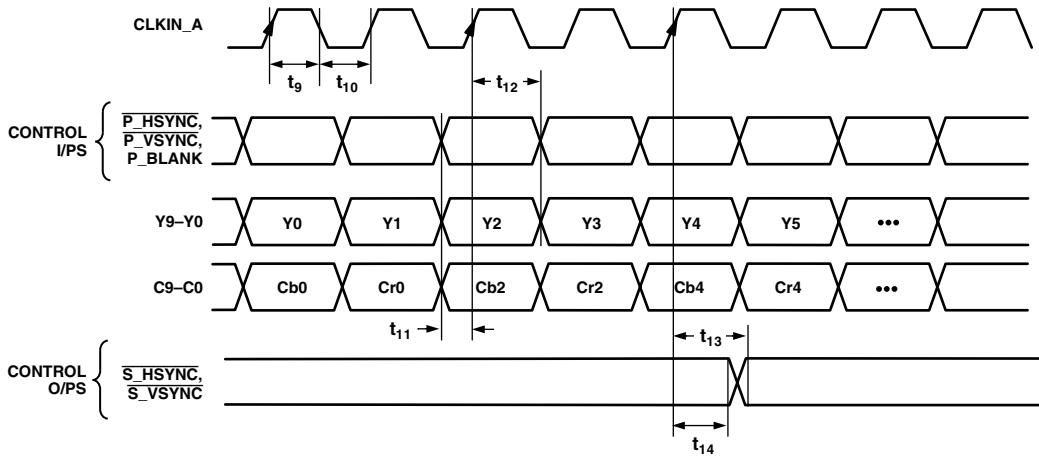 CLKIN_A
t9
t10
t12
CONTROL
I/PS
P_HSYNC,
P_VSYNC,
P_BLANK
Y9–Y0
Y0
Y1
Y2
Y3
Y4
Y5
•••
C9–C0
Cb0
Cr0
Cb2
Cr2
Cb4
Cr4
•••
t11
t13
CONTROL
O/PS
S_HSYNC,
S_VSYNC
t14